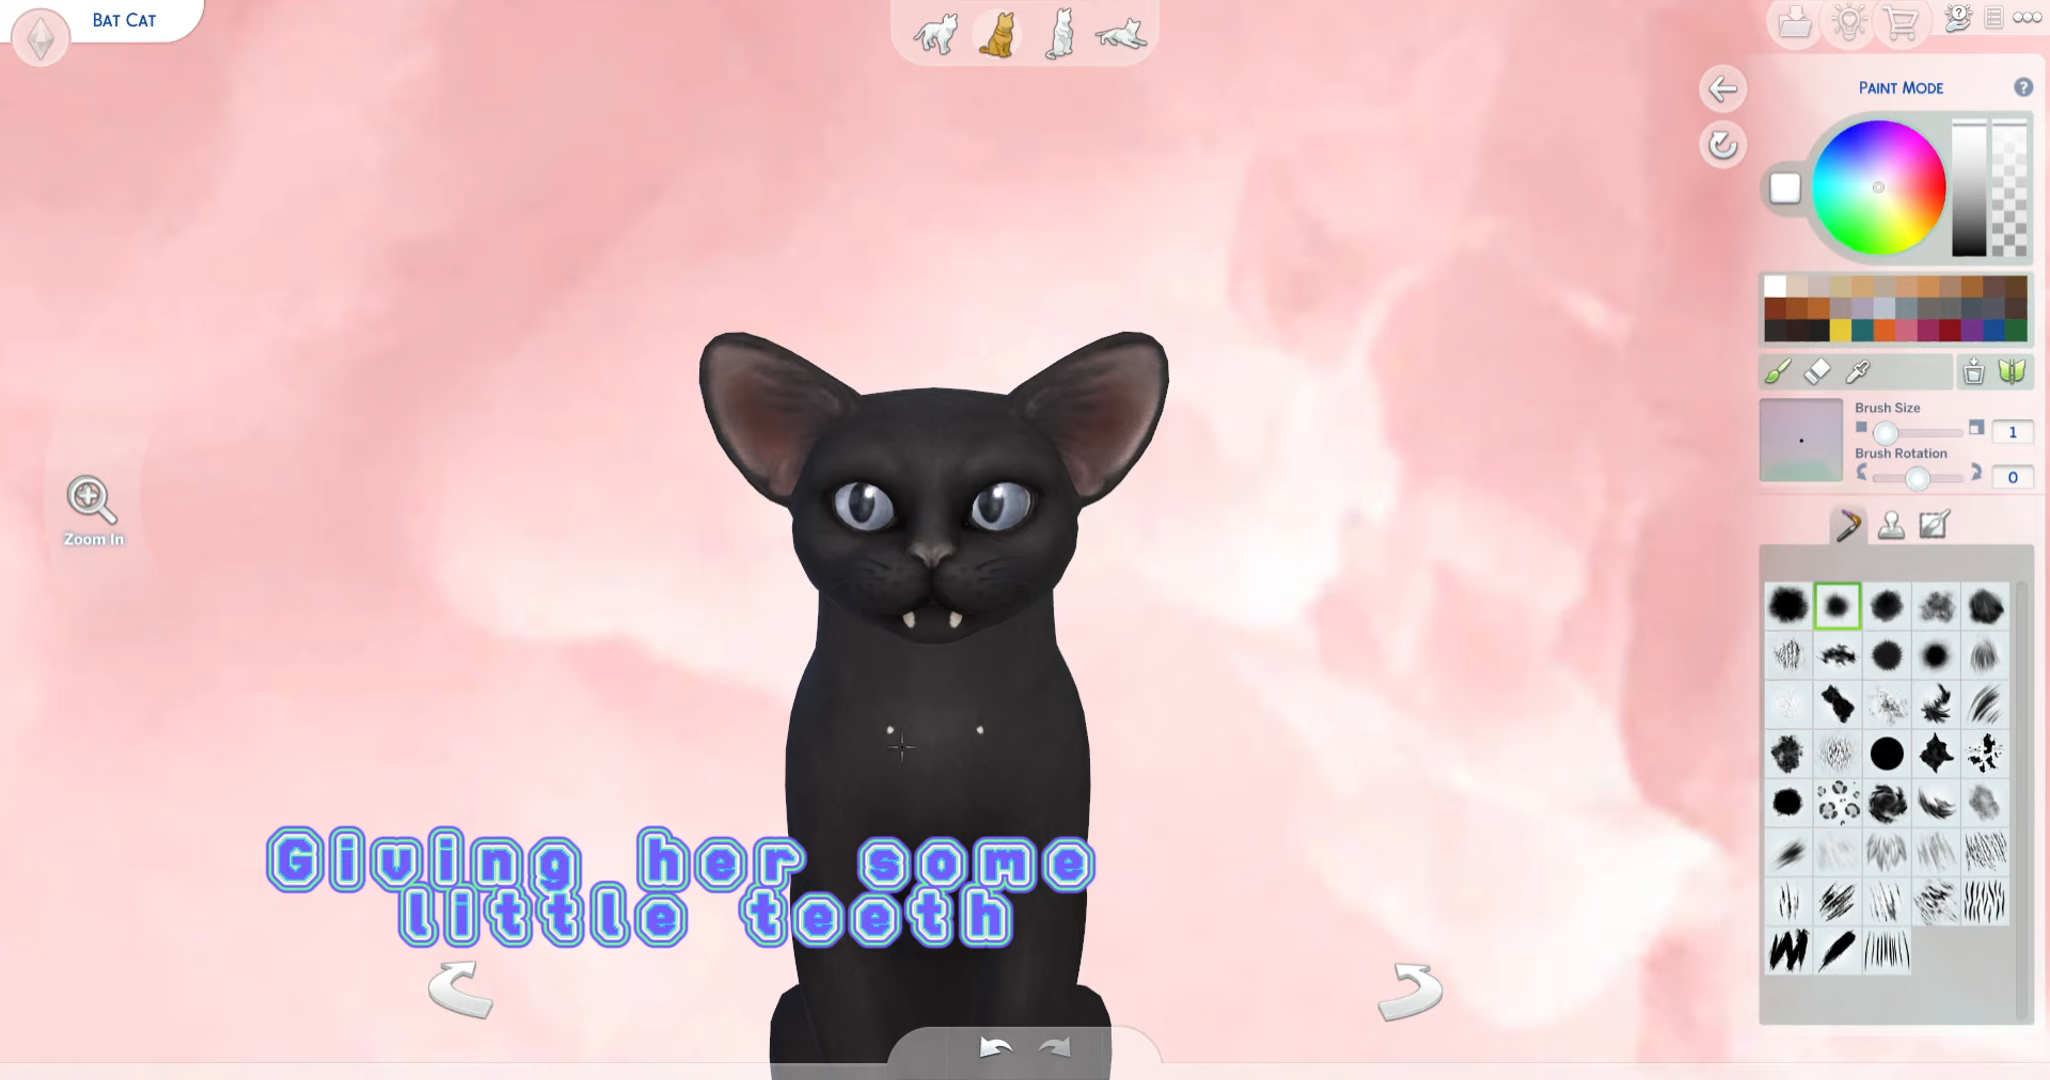 Bat Cat
Paint Mode
?
?
Brush Size
1
Brush Rotation
0
Zoom In
Giving her some
little teeth